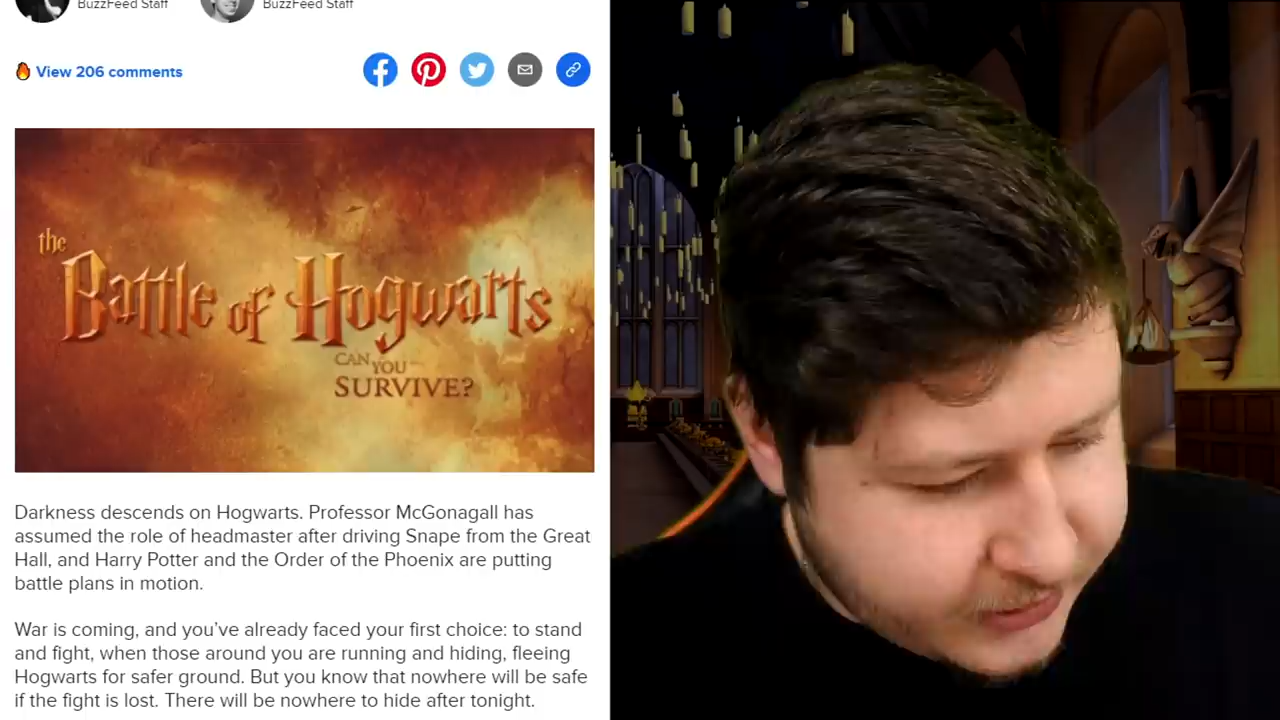 BuzzFeed Staff
BuzzFeed Staff
View 206 comments
the
Battle of Hogwarts
CAN YOU
SURVIVE?
Darkness descends on Hogwarts. Professor McGonagall has
assumed the role of headmaster after driving Snape from the Great
Hall, and Harry Potter and the Order of the Phoenix are putting
battle plans in motion.
War is coming, and you’ve already faced your first choice: to stand
and fight, when those around you are running and hiding, fleeing
Hogwarts for safer ground. But you know that nowhere will be safe
if the fight is lost. There will be nowhere to hide after tonight.